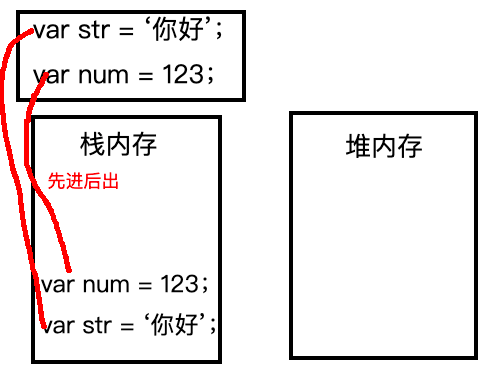 var str = ‘你好’；
var num = 123；
栈内存
先进后出
var num = 123；
var str = ‘你好’；
堆内存